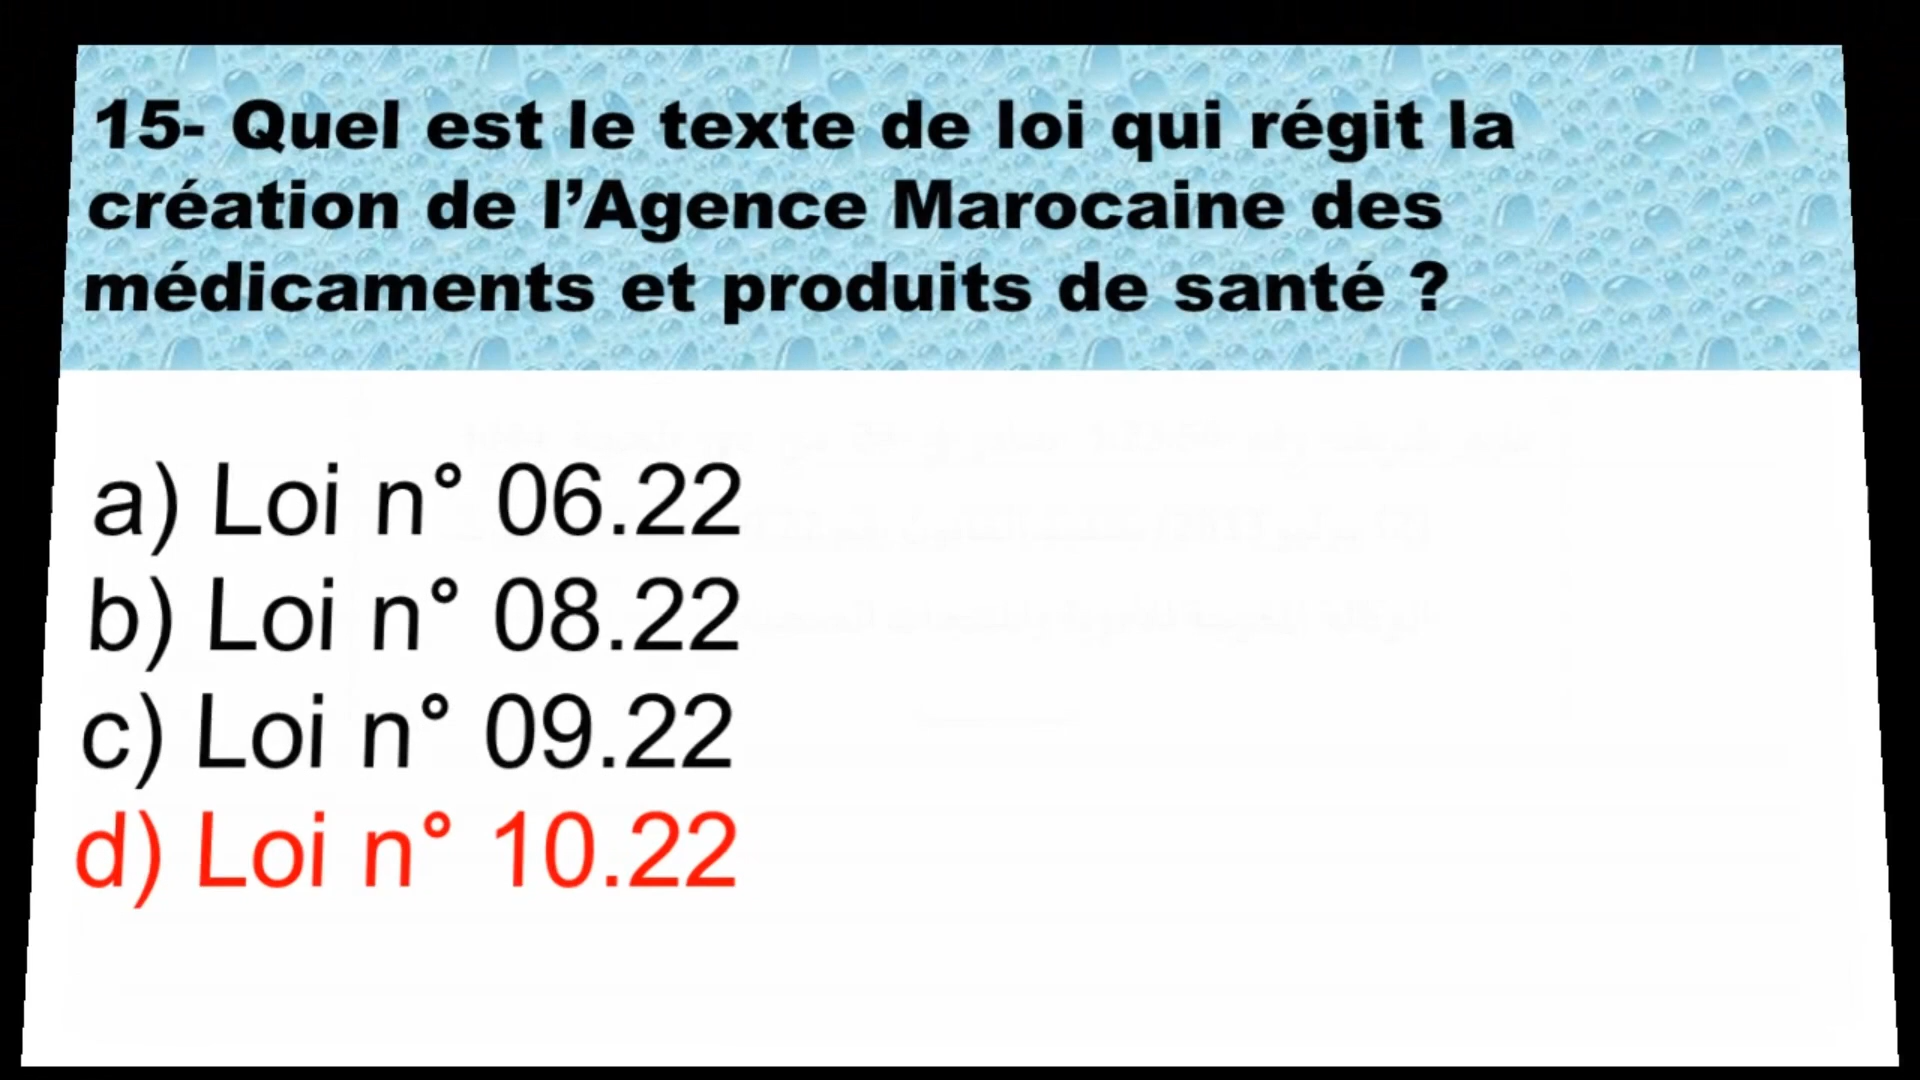 15- Quel est le texte de loi qui régit la
création de l’Agence Marocaine des
médicaments et produits de santé ?
a) Loi n° 06.22
b) Loi n° 08.22
c) Loi n° 09.22
d) Loi n° 10.22